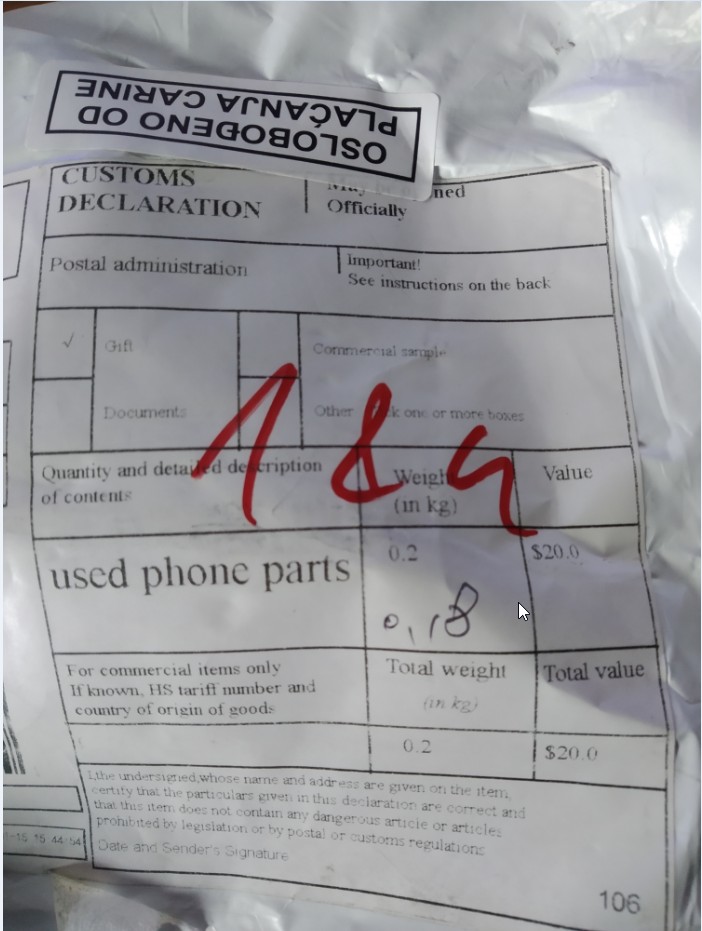 OSLOBOĐENO OD
PLAĆANJA CARINE
CUSTOMS
DECLARATION
Officially
Postal administration
Important!
See instructions on the back
√ Gift
Commercial sample
Documents
Other
one or more boxes
Quantity and detailed description
of contents
Weight
(in kg)
Value
used phone parts
0.2
$20.0
0,18
For commercial items only
If known, HS tariff number and
country of origin of goods
Total weight
(in kg)
Total value
0.2
$20.0
I,the undersigned,whose name and address are given on the item,
certify that the particulars given in this declaration are correct and
that this item does not contain any dangerous article or articles
prohibited by legislation or by postal or customs regulations
Date and Sender's Signature
15 44:54
106